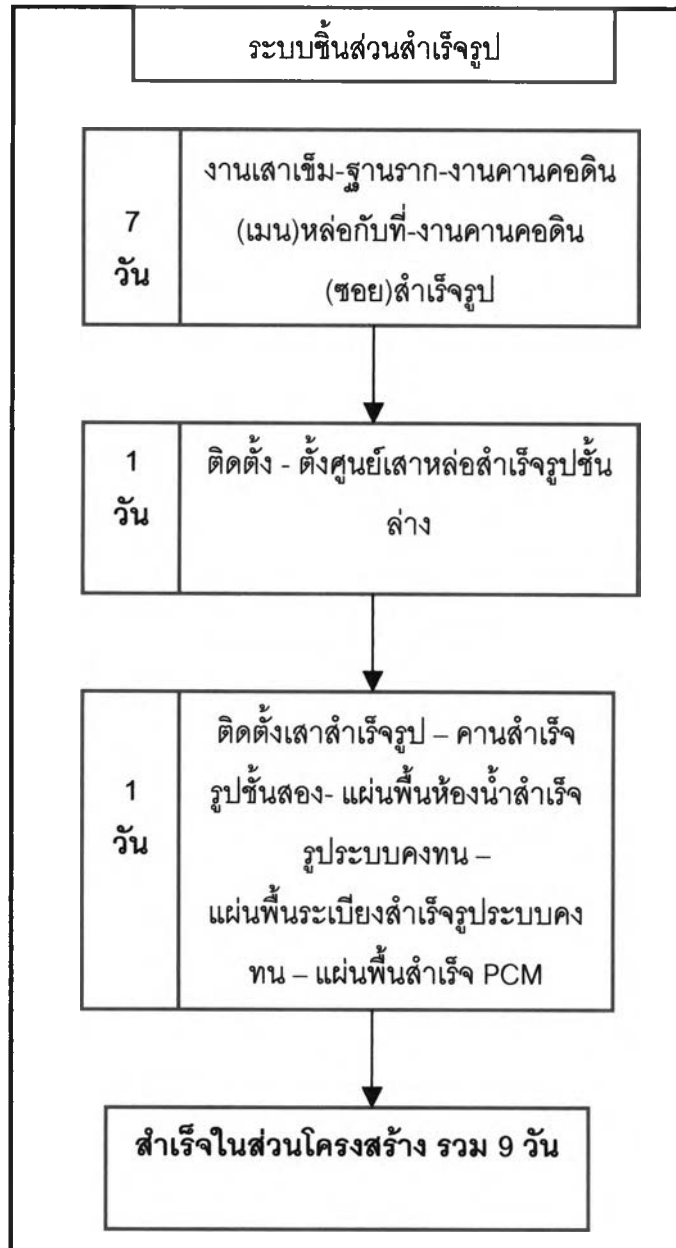 ระบบชิ้นส่วนสำเร็จรูป
7
วัน
งานเสาเข็ม-ฐานราก-งานคานคอดิน
(เมน)หล่อกับที่-งานคานคอดิน
(ซอย)สำเร็จรูป
1
วัน
ติดตั้ง - ตั้งศูนย์เสาหล่อสำเร็จรูปชั้น
ล่าง
1
วัน
ติดตั้งเสาสำเร็จรูป – คานสำเร็จ
รูปชั้นสอง- แผ่นพื้นห้องน้ำสำเร็จ
รูประบบคงทน –
แผ่นพื้นระเบียงสำเร็จรูประบบคง
ทน – แผ่นพื้นสำเร็จ PCM
สำเร็จในส่วนโครงสร้าง รวม 9 วัน